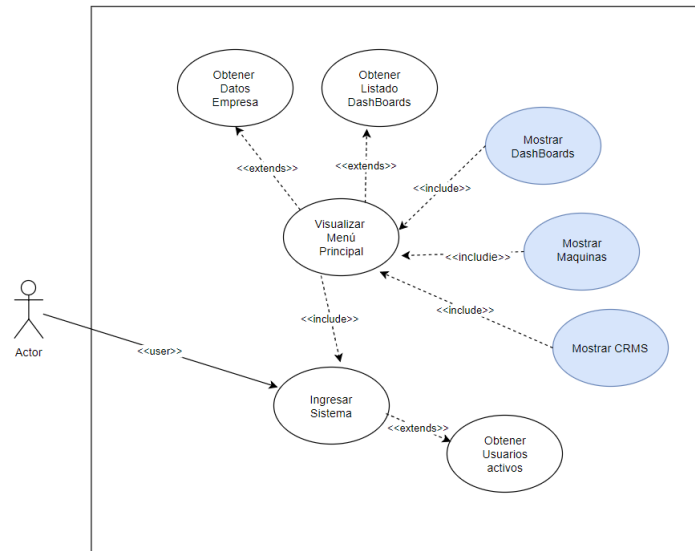 Obtener
Datos
Empresa
Obtener
Listado
DashBoards
Mostrar
DashBoards
<<extends>>
<<extends>>
<<include>>
Visualizar
Menú
Principal
Mostrar
Maquinas
<<includie>>
<<include>>
<<include>>
Mostrar CRMS
Actor
<<user>>
Ingresar
Sistema
<<extends>>
Obtener
Usuarios
activos